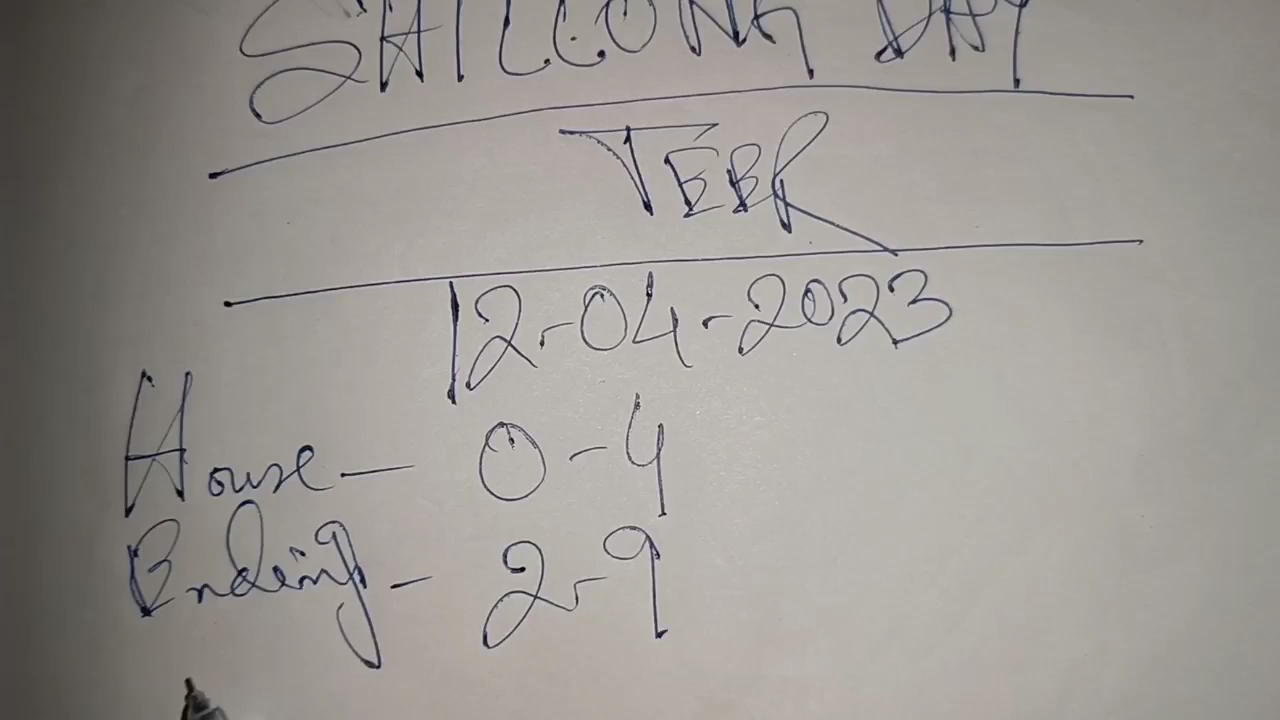 SHILLONG DAY
TEER
12-04-2023
House - 0-4
Ending - 2-9